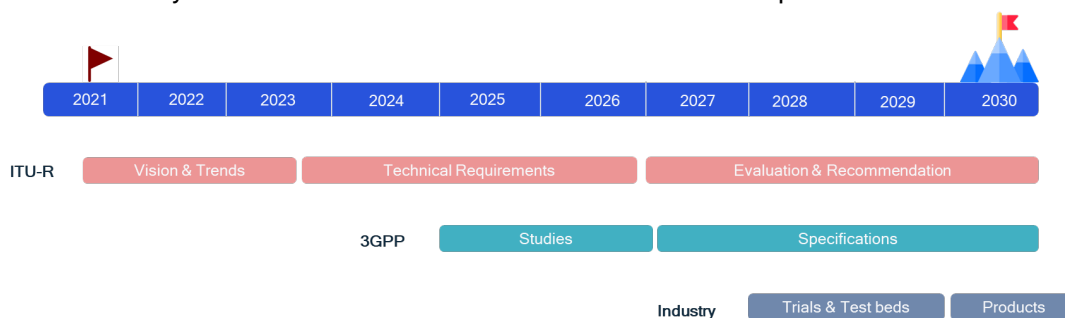 2021 2022 2023 2024 2025 2026 2027 2028 2029 2030
ITU-R Vision & Trends Technical Requirements Evaluation & Recommendation
3GPP Studies Specifications
Industry Trials & Test beds Products